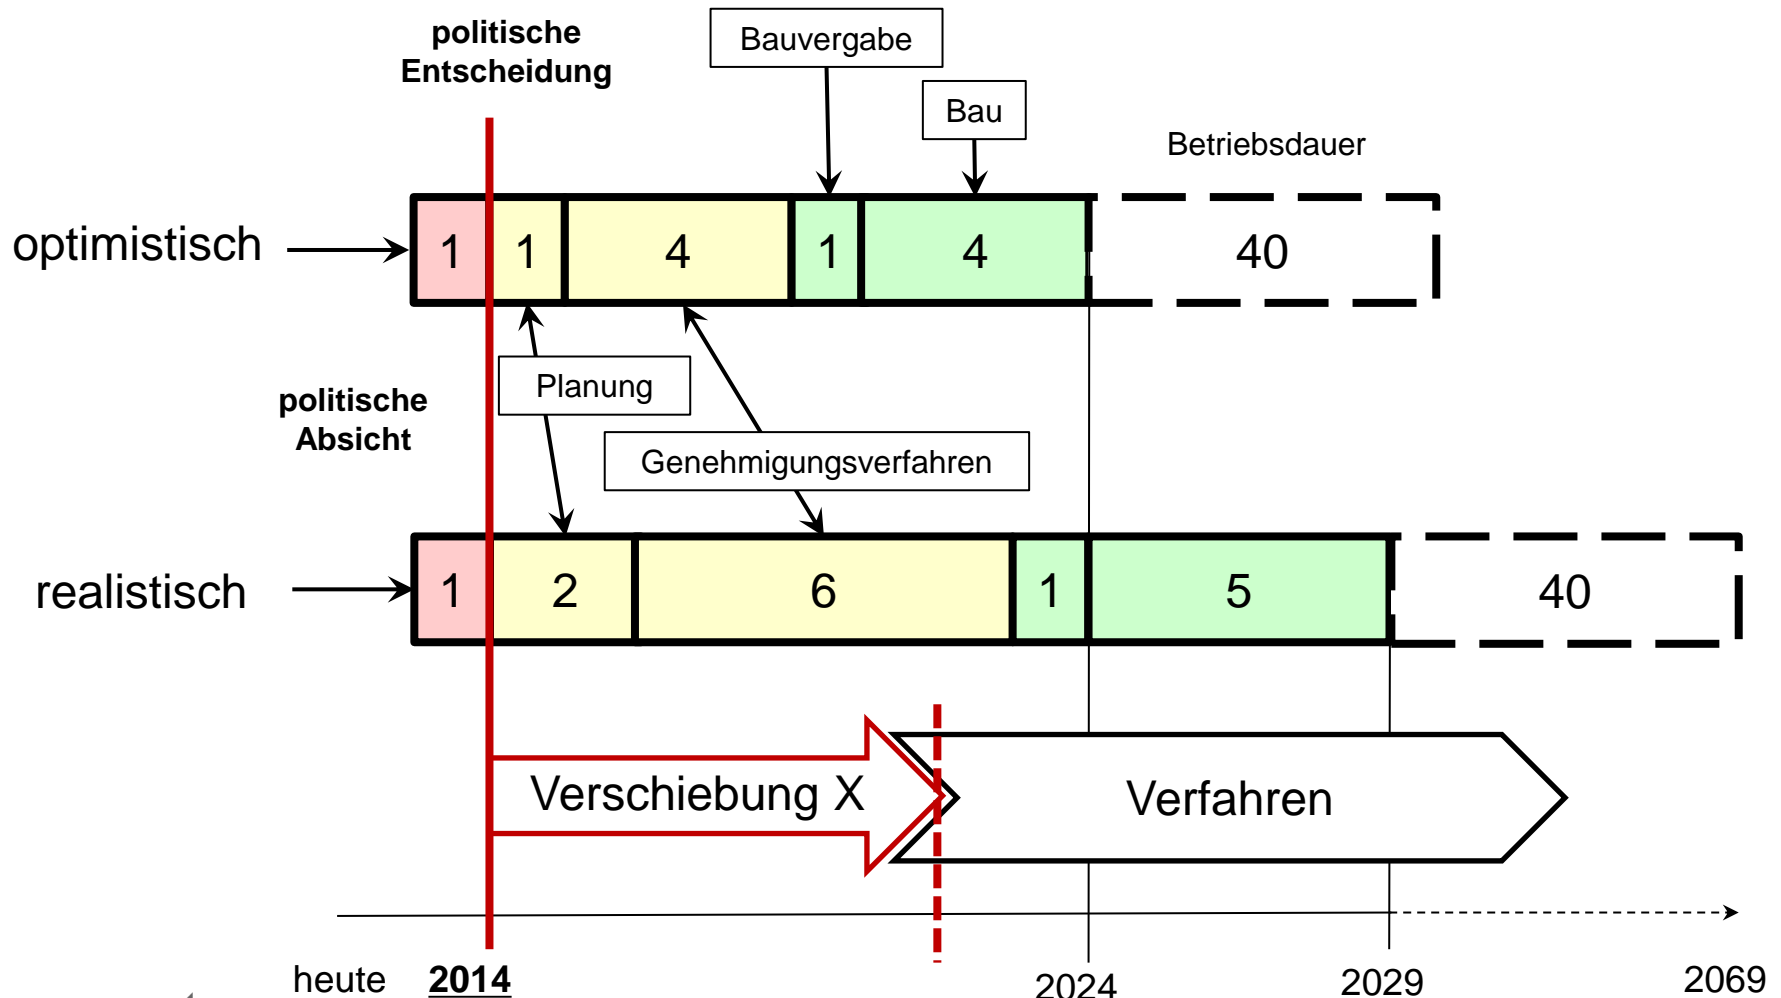 politische
Entscheidung
Bauvergabe
Bau
Betriebsdauer
optimistisch
1 1 4 1 4 40
Planung
politische
Absicht
Genehmigungsverfahren
realistisch
1 2 6 1 5 40
Verschiebung X
Verfahren
heute 2014 2024 2029 2069